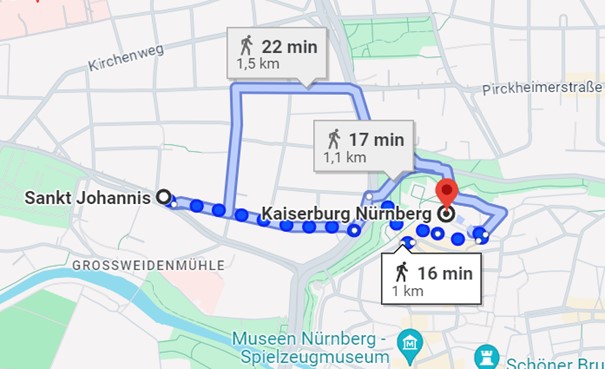 22 min
1,5 km
Kirchenweg
Pirckheimerstraße
17 min
1,1 km
Sankt Johannis
Kaiserburg Nürnberg
GROSSWEIDENMÜHLE
16 min
1 km
Museen Nürnberg -
Spielzeugmuseum
Schöner Bru